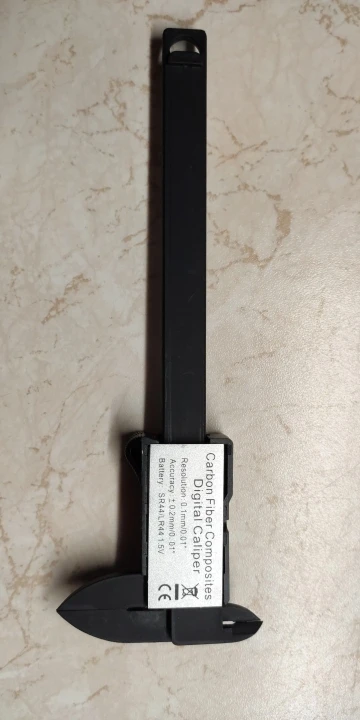 Carbon Fiber Composites
Digital Caliper
Resolution: 0.1mm/0.01"
Accuracy: ±0.2mm/0.01"
Battery: SR44/LR44 1.5V
CE